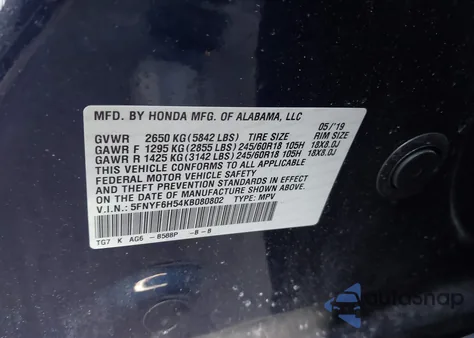 MFD. BY HONDA MFG. OF ALABAMA, LLC 05/'19
GVWR 2650 KG (5842 LBS) TIRE SIZE RIM SIZE
GAWR F 1295 KG (2855 LBS) 245/60R18 105H 18X8.0J
GAWR R 1425 KG (3142 LBS) 245/60R18 105H 18X8.0J
THIS VEHICLE CONFORMS TO ALL APPLICABLE
FEDERAL MOTOR VEHICLE SAFETY STANDARDS
IN EFFECT ON THE DATE OF MANUFACTURE SHOWN ABOVE.
V.I.N.: 5FNYF6H54KB080802 TYPE: MPV
TG7 K AG6 -B588P -B -B
autosnap